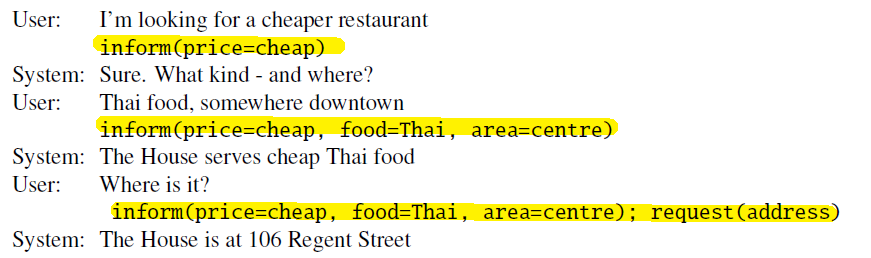 User: I'm looking for a cheaper restaurant
inform(price=cheap)
System: Sure. What kind - and where?
User: Thai food, somewhere downtown
inform(price=cheap, food=Thai, area=centre)
System: The House serves cheap Thai food
User: Where is it?
inform(price=cheap, food=Thai, area=centre); request(address)
System: The House is at 106 Regent Street